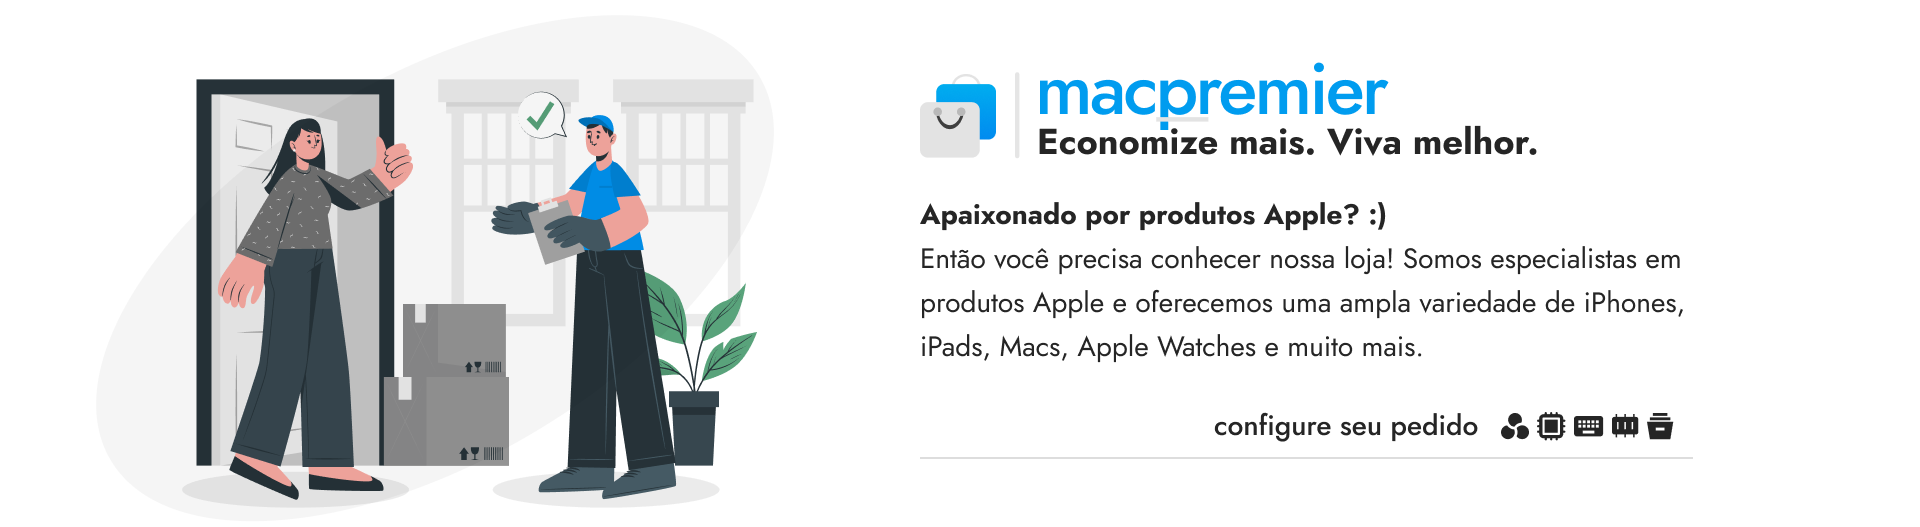 macpremier
Economize mais. Viva melhor.
Apaixonado por produtos Apple? :)
Então você precisa conhecer nossa loja! Somos especialistas em
produtos Apple e oferecemos uma ampla variedade de iPhones,
iPads, Macs, Apple Watches e muito mais.
configure seu pedido